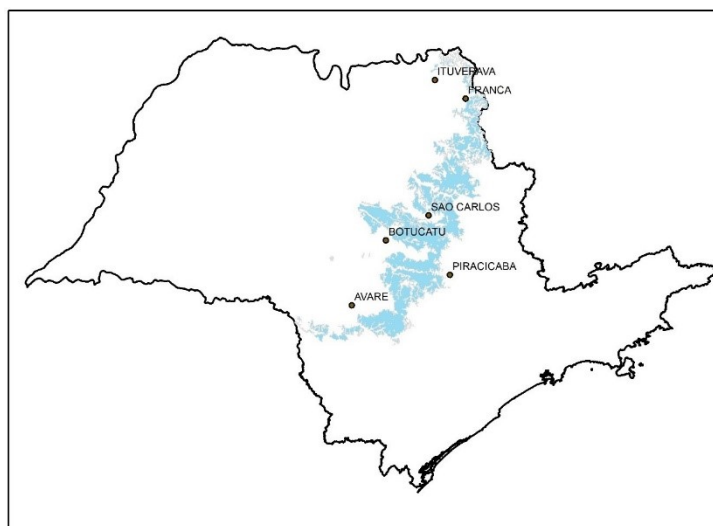 ITUVERAVA
FRANCA
SAO CARLOS
BOTUCATU
PIRACICABA
AVARE